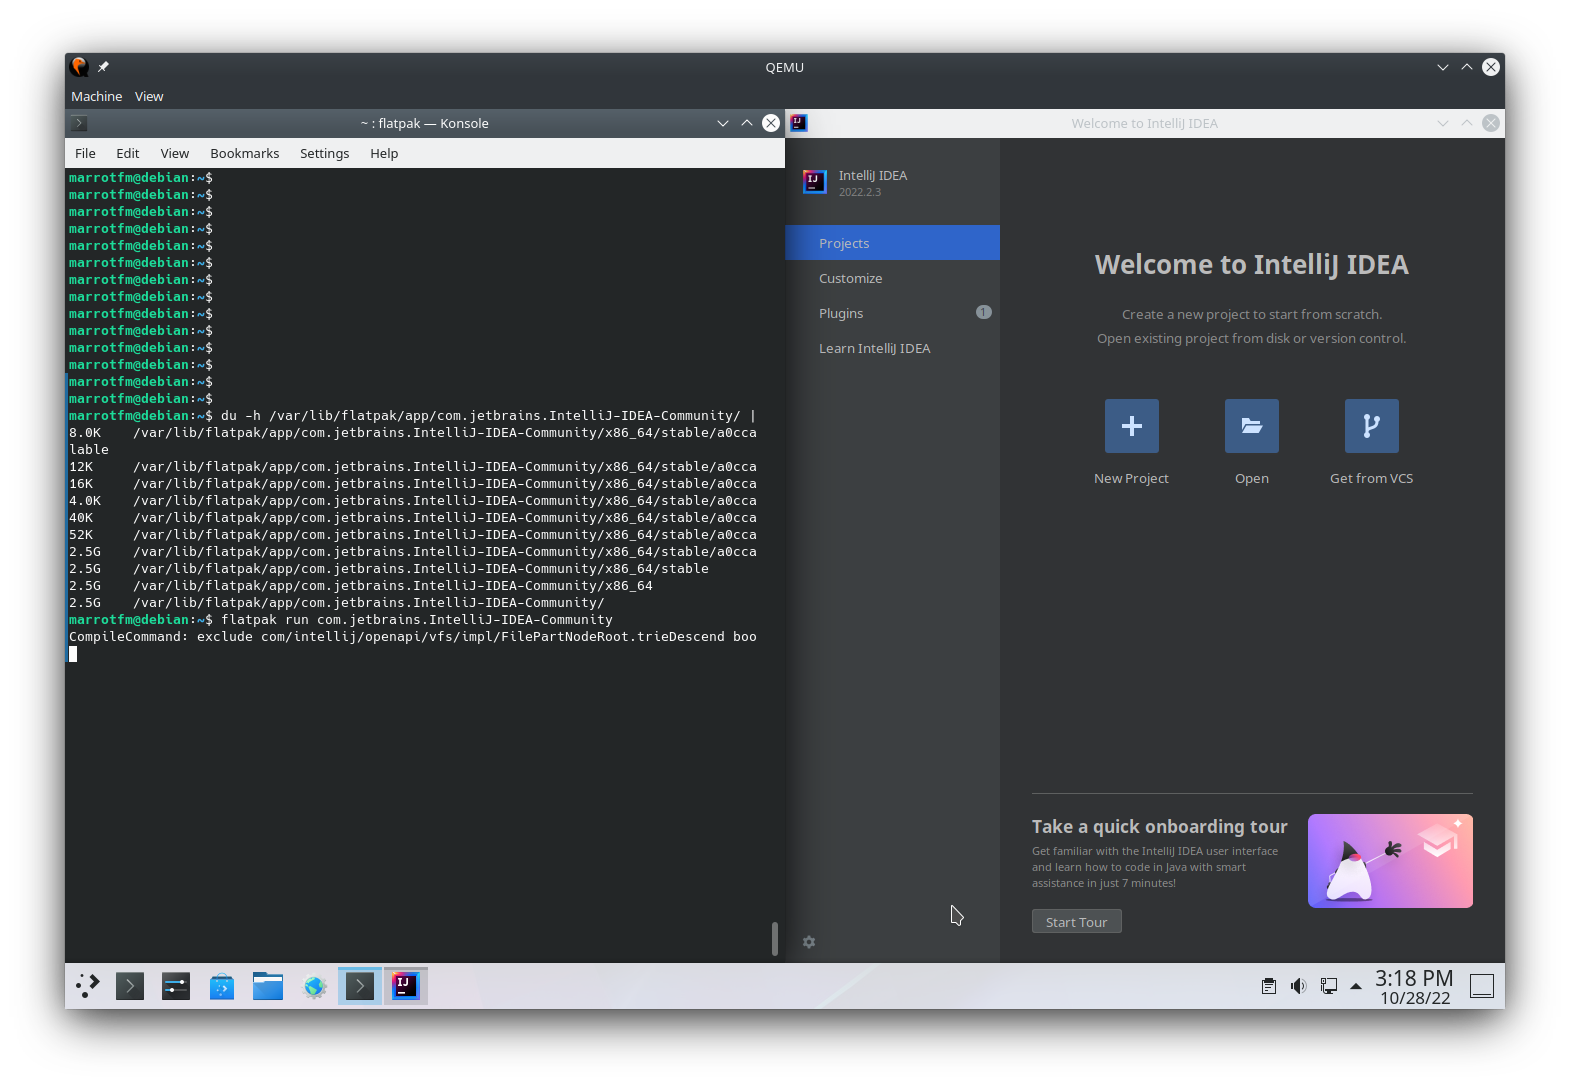 QEMU
Machine View
~ : flatpak — Konsole
File Edit View Bookmarks Settings Help
marrotfm@debian:~$
marrotfm@debian:~$
marrotfm@debian:~$
marrotfm@debian:~$
marrotfm@debian:~$
marrotfm@debian:~$
marrotfm@debian:~$
marrotfm@debian:~$
marrotfm@debian:~$
marrotfm@debian:~$
marrotfm@debian:~$
marrotfm@debian:~$
marrotfm@debian:~$
marrotfm@debian:~$
marrotfm@debian:~$ du -h /var/lib/flatpak/app/com.jetbrains.IntelliJ-IDEA-Community/ |
8.0K /var/lib/flatpak/app/com.jetbrains.IntelliJ-IDEA-Community/x86_64/stable/a0cca
lable
12K /var/lib/flatpak/app/com.jetbrains.IntelliJ-IDEA-Community/x86_64/stable/a0cca
16K /var/lib/flatpak/app/com.jetbrains.IntelliJ-IDEA-Community/x86_64/stable/a0cca
4.0K /var/lib/flatpak/app/com.jetbrains.IntelliJ-IDEA-Community/x86_64/stable/a0cca
40K /var/lib/flatpak/app/com.jetbrains.IntelliJ-IDEA-Community/x86_64/stable/a0cca
52K /var/lib/flatpak/app/com.jetbrains.IntelliJ-IDEA-Community/x86_64/stable/a0cca
2.5G /var/lib/flatpak/app/com.jetbrains.IntelliJ-IDEA-Community/x86_64/stable/a0cca
2.5G /var/lib/flatpak/app/com.jetbrains.IntelliJ-IDEA-Community/x86_64/stable
2.5G /var/lib/flatpak/app/com.jetbrains.IntelliJ-IDEA-Community/x86_64
2.5G /var/lib/flatpak/app/com.jetbrains.IntelliJ-IDEA-Community/
marrotfm@debian:~$ flatpak run com.jetbrains.IntelliJ-IDEA-Community
CompileCommand: exclude com/intellij/openapi/vfs/impl/FilePartNodeRoot.trieDescend boo
Welcome to IntelliJ IDEA
IJ
IntelliJ IDEA
2022.2.3
Projects
Customize
Plugins 1
Learn IntelliJ IDEA
Welcome to IntelliJ IDEA
Create a new project to start from scratch.
Open existing project from disk or version control.
New Project Open Get from VCS
Take a quick onboarding tour
Get familiar with the IntelliJ IDEA user interface
and learn how to code in Java with smart
assistance in just 7 minutes!
Start Tour
IJ
3:18 PM
10/28/22